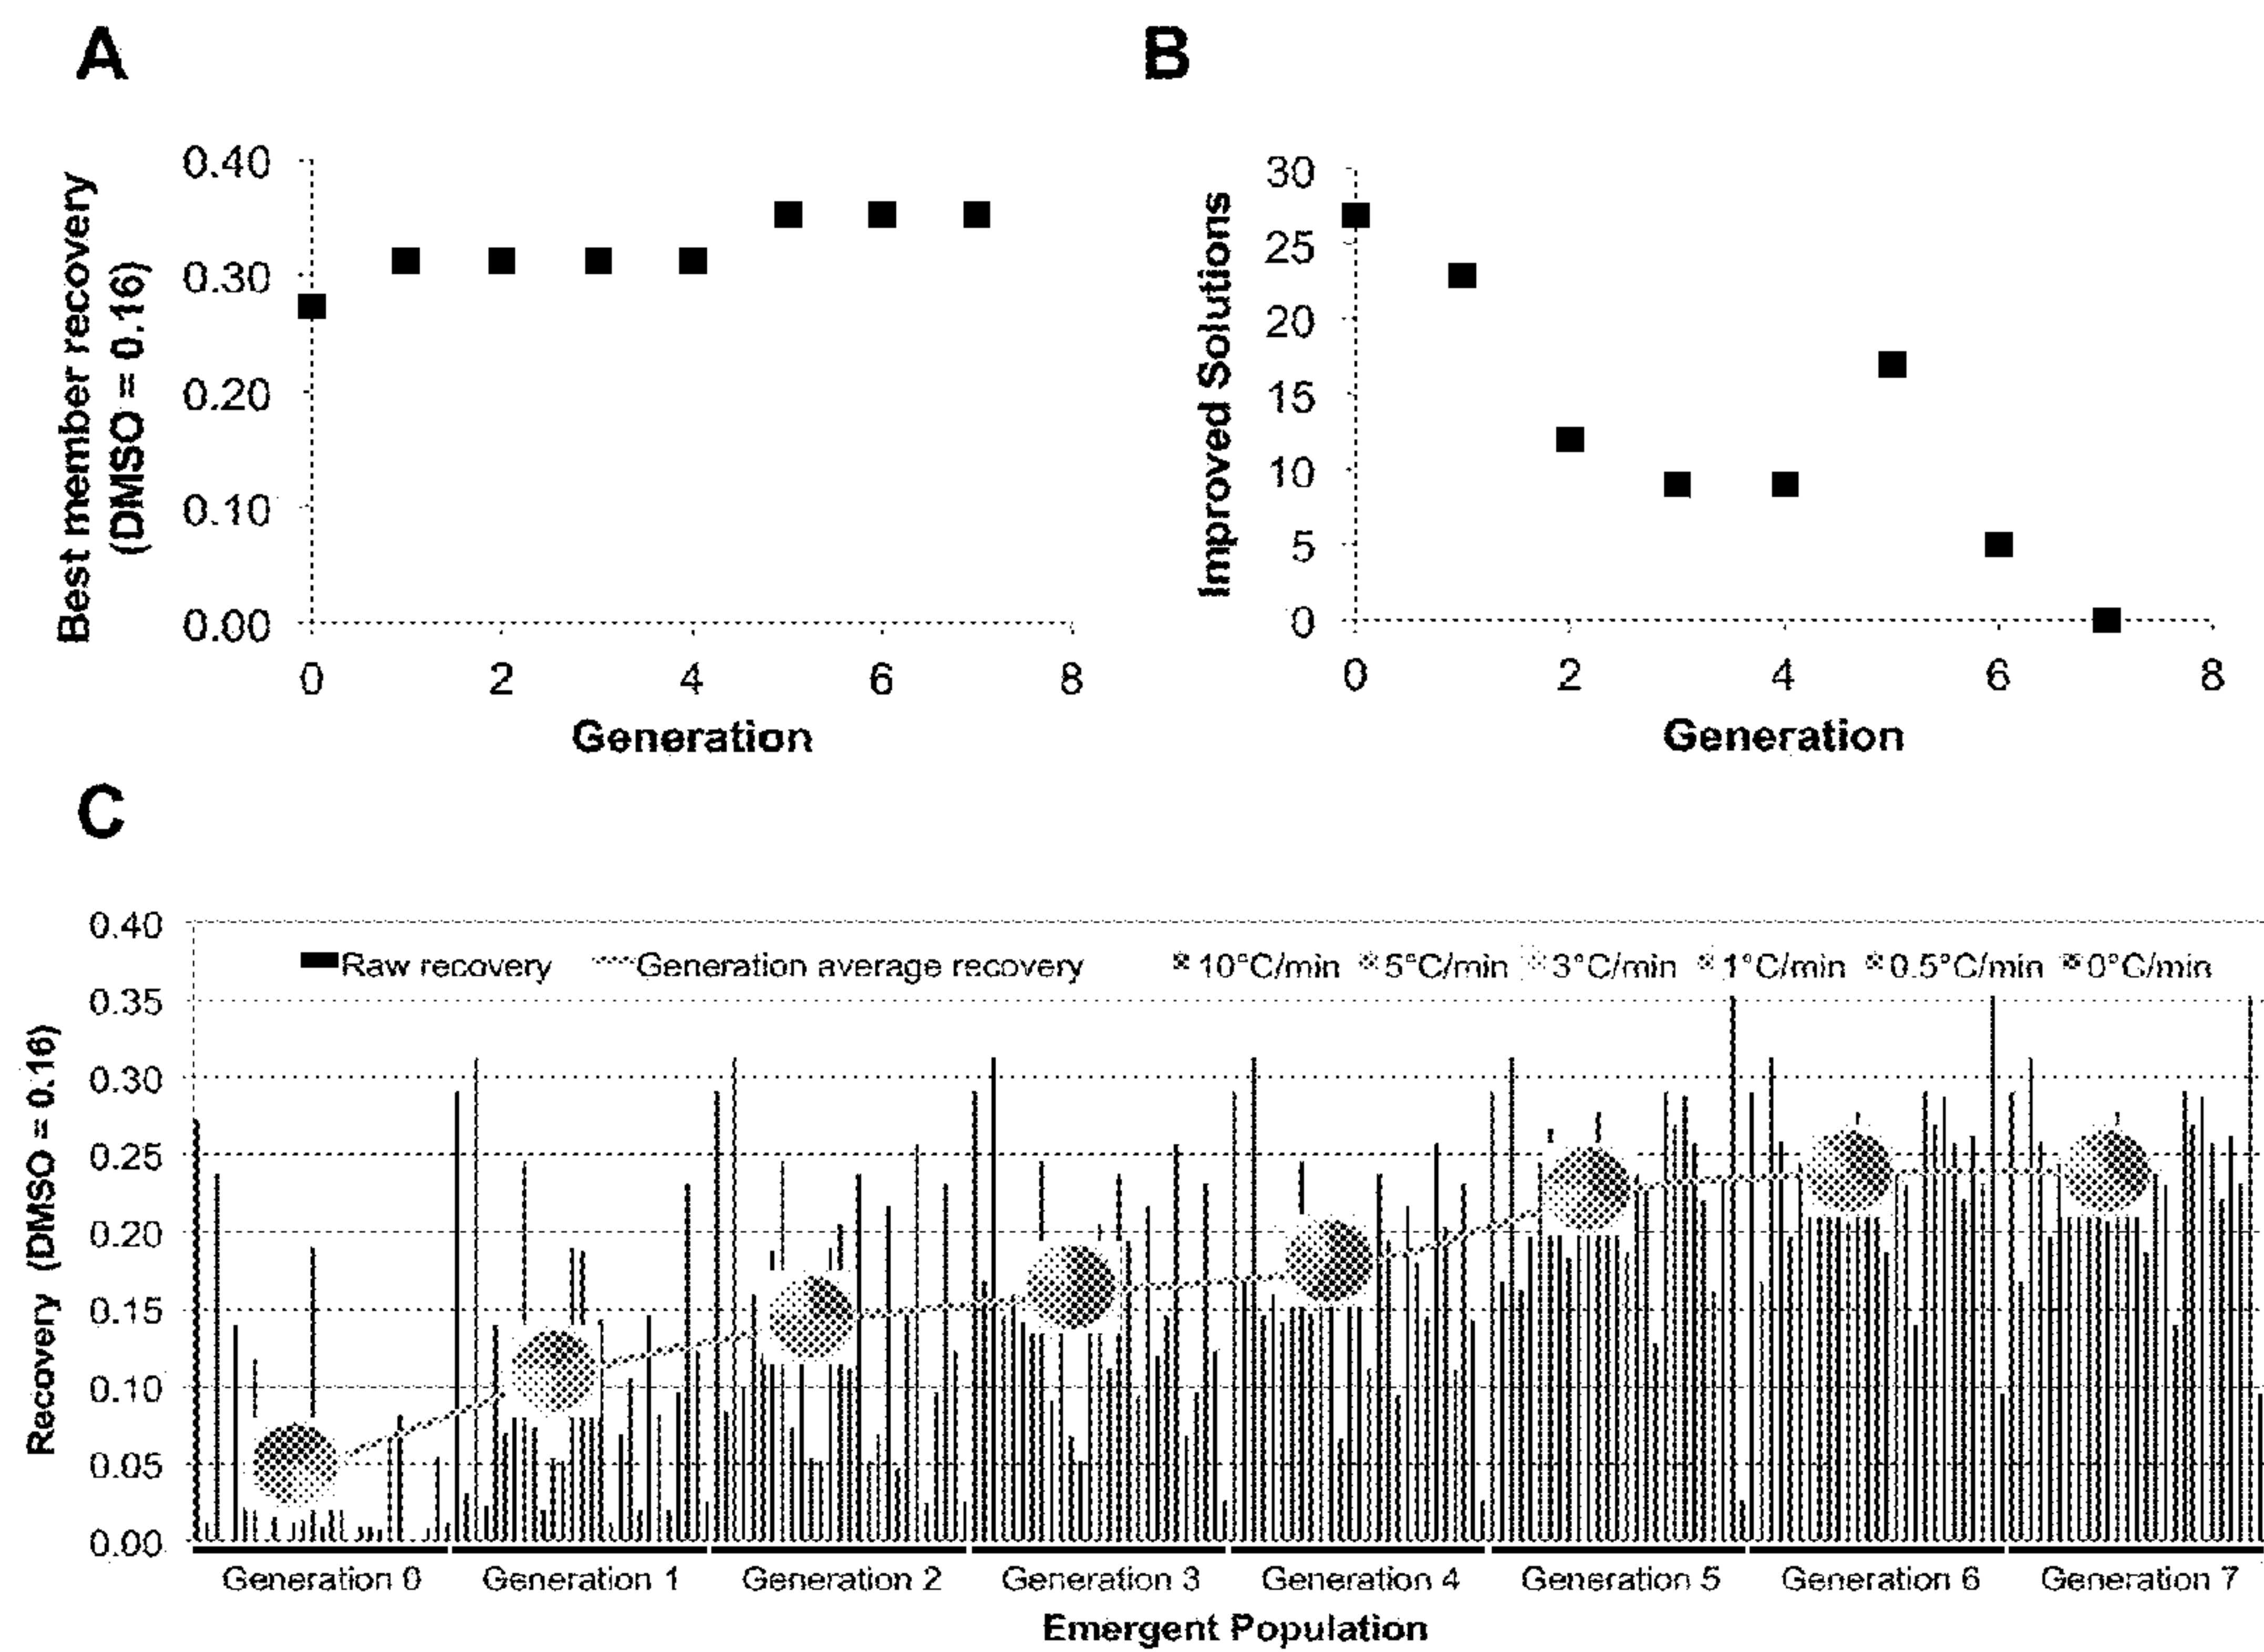 A
B
0.40
0.30
0.20
0.10
0.00
Best member recovery
(DMSO = 0.16)
0 2 4 6 8
Generation
30
25
20
15
10
5
0
Improved Solutions
0 2 4 6 8
Generation
C
0.40
0.35
0.30
0.25
0.20
0.15
0.10
0.05
0.00
Recovery (DMSO = 0.16)
Raw recovery Generation average recovery 10°C/min 5°C/min 3°C/min 1°C/min 0.5°C/min 0°C/min
Generation 0 Generation 1 Generation 2 Generation 3 Generation 4 Generation 5 Generation 6 Generation 7
Emergent Population